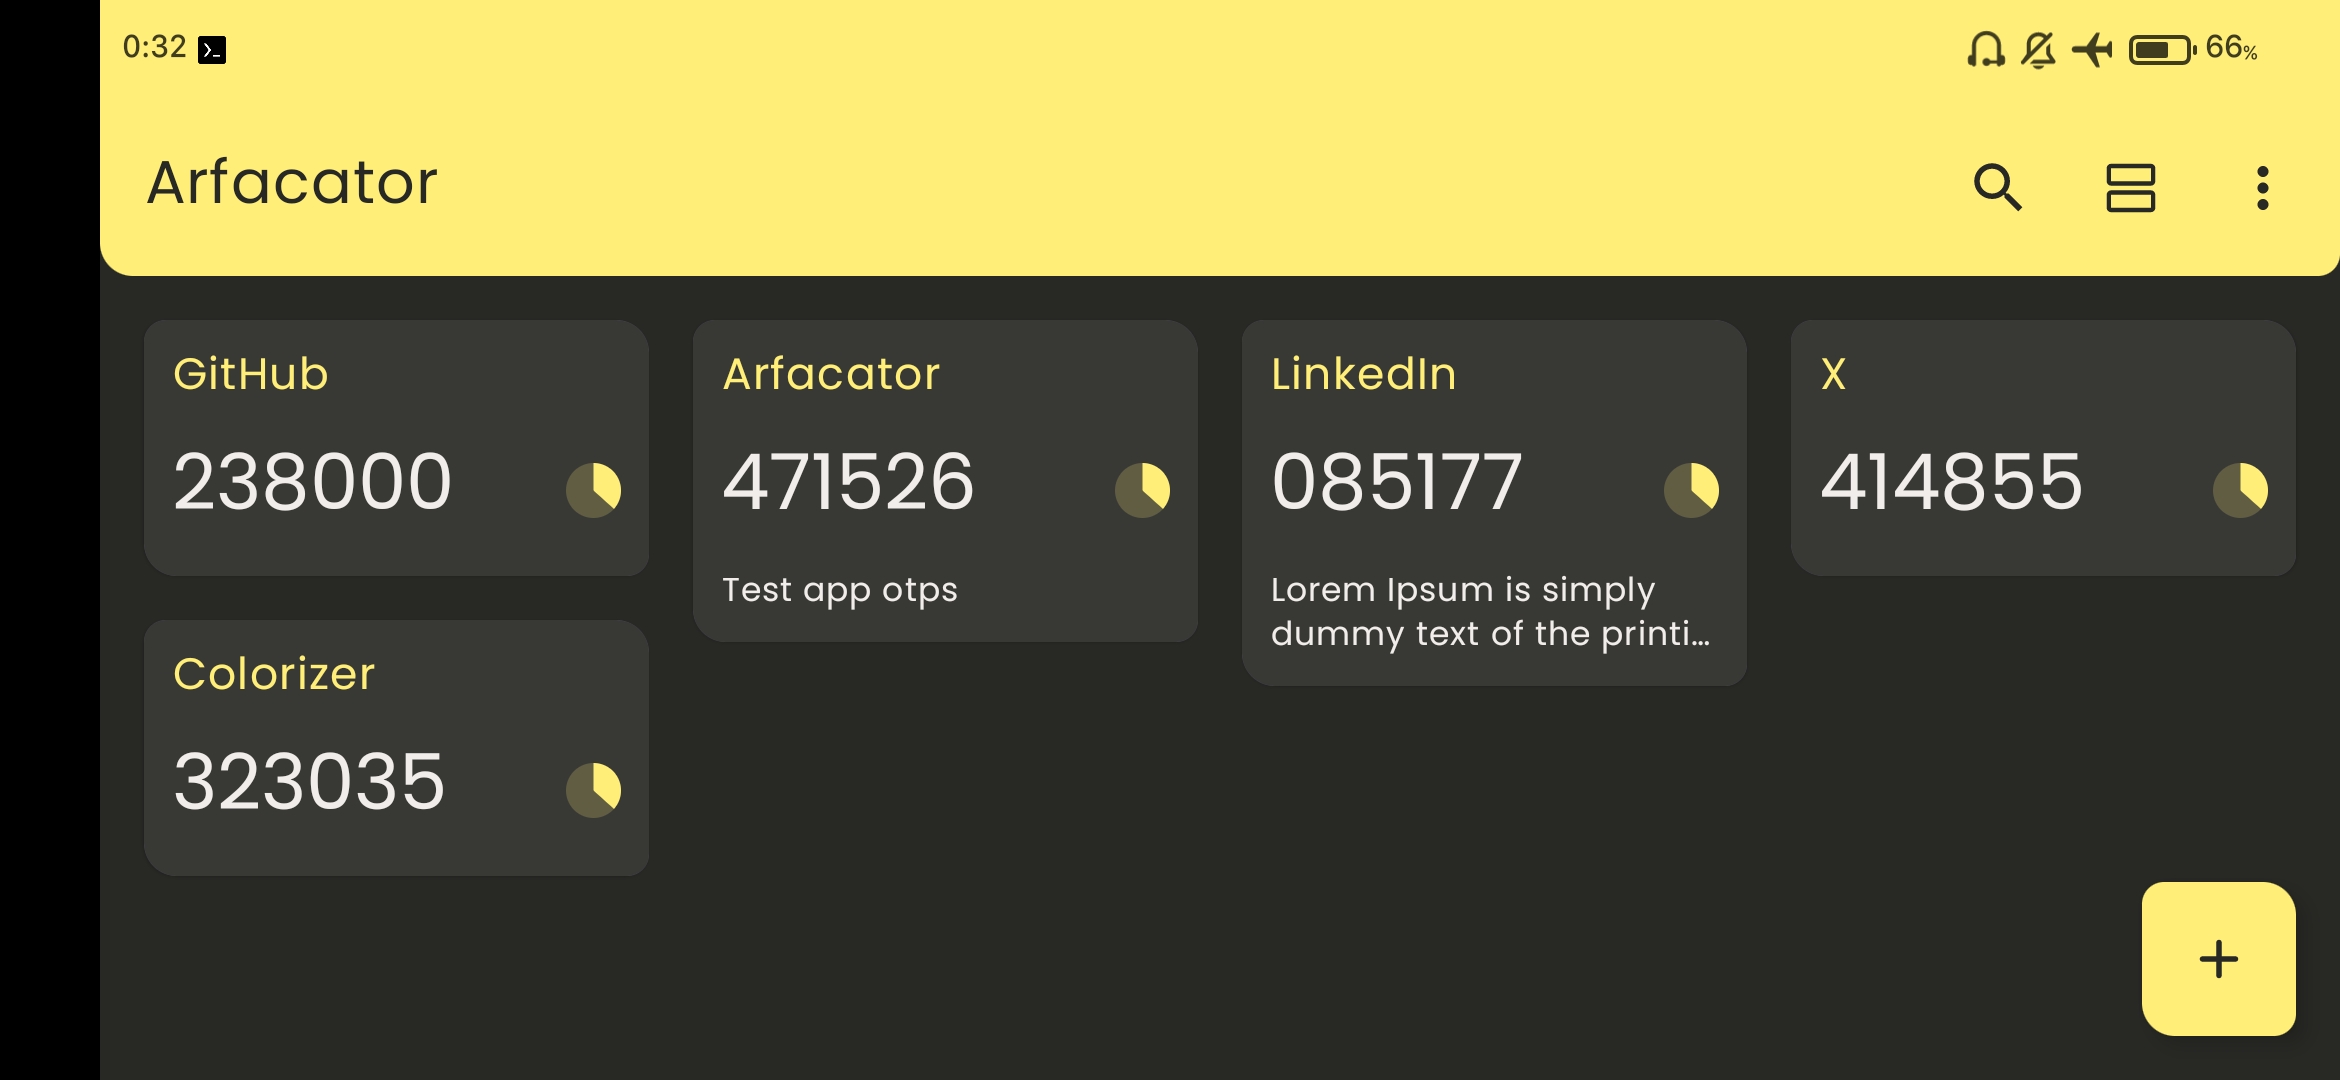 0:32
66%
Arfacator
GitHub
238000
Arfacator
471526
Test app otps
LinkedIn
085177
Lorem Ipsum is simply
dummy text of the printi...
X
414855
Colorizer
323035